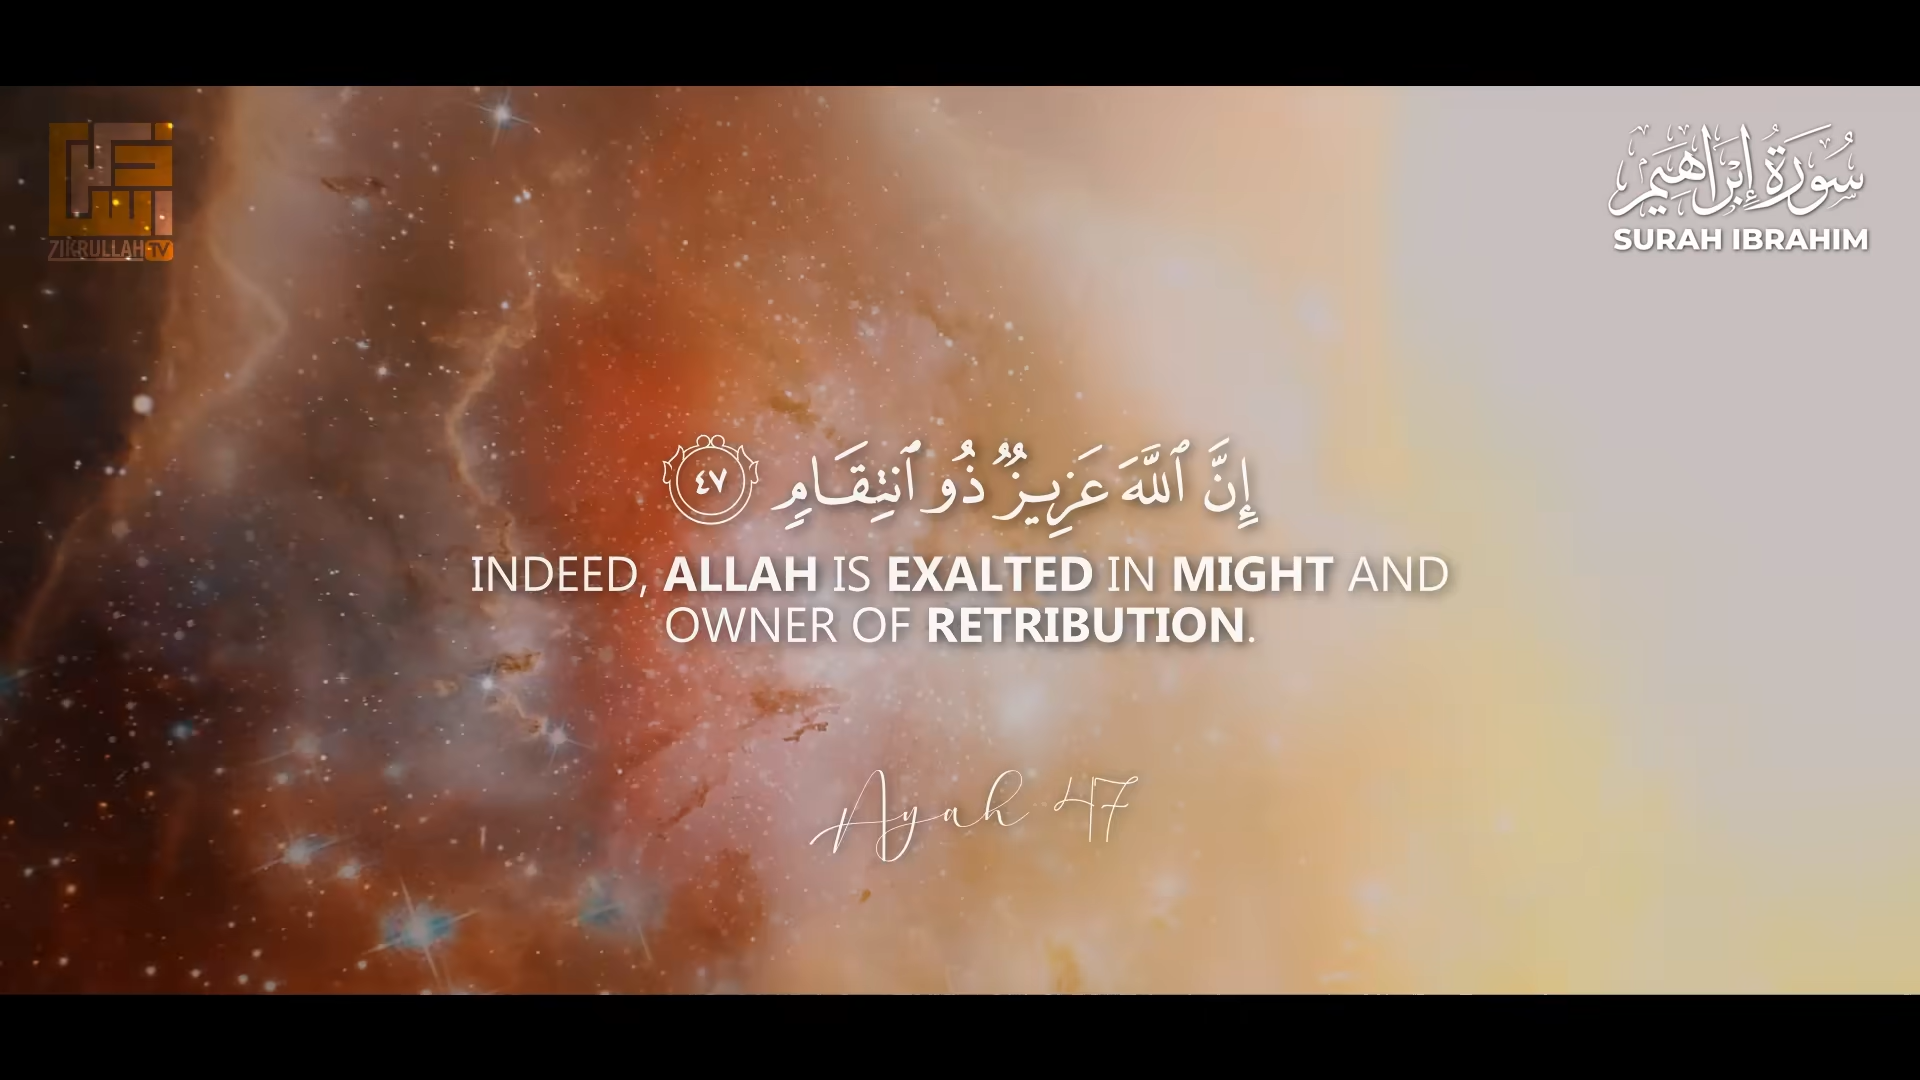 ZIKRULLAH TV
سُورَةُ إِبْرَاهِيم
SURAH IBRAHIM
إِنَّ ٱللَّهَ عَزِيزٌ ذُو ٱنتِقَامٍ ٤٧
INDEED, ALLAH IS EXALTED IN MIGHT AND
OWNER OF RETRIBUTION.
Ayah 47